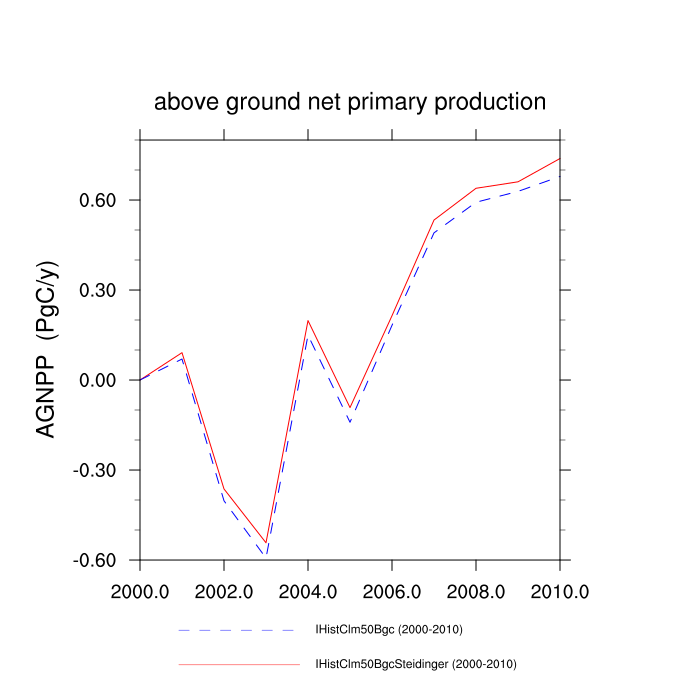 above ground net primary production
AGNPP (PgC/y)
0.60
0.30
0.00
-0.30
-0.60
2000.0 2002.0 2004.0 2006.0 2008.0 2010.0
IHistClm50Bgc (2000-2010)
IHistClm50BgcSteidinger (2000-2010)